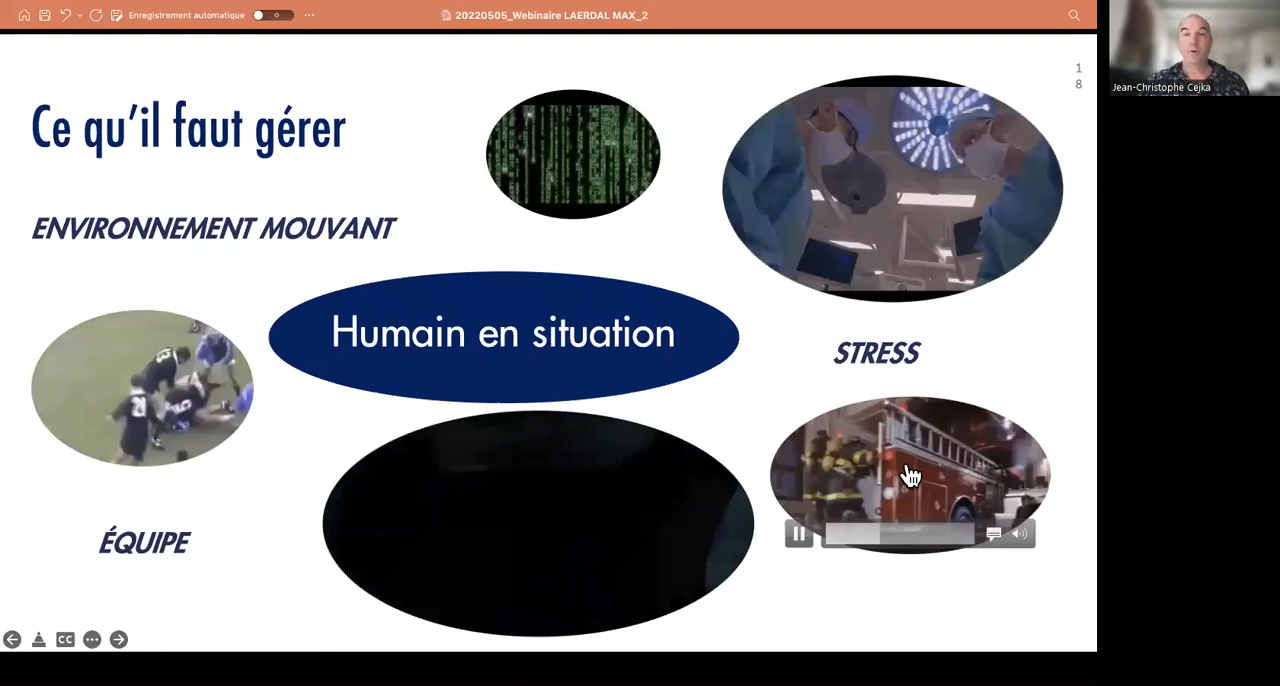 Enregistrement automatique
20220505_Webinaire LAERDAL MAX_2
Jean-Christophe Cejka
1
8
Ce qu'il faut gérer
ENVIRONNEMENT MOUVANT
Humain en situation
STRESS
21
ÉQUIPE
CC